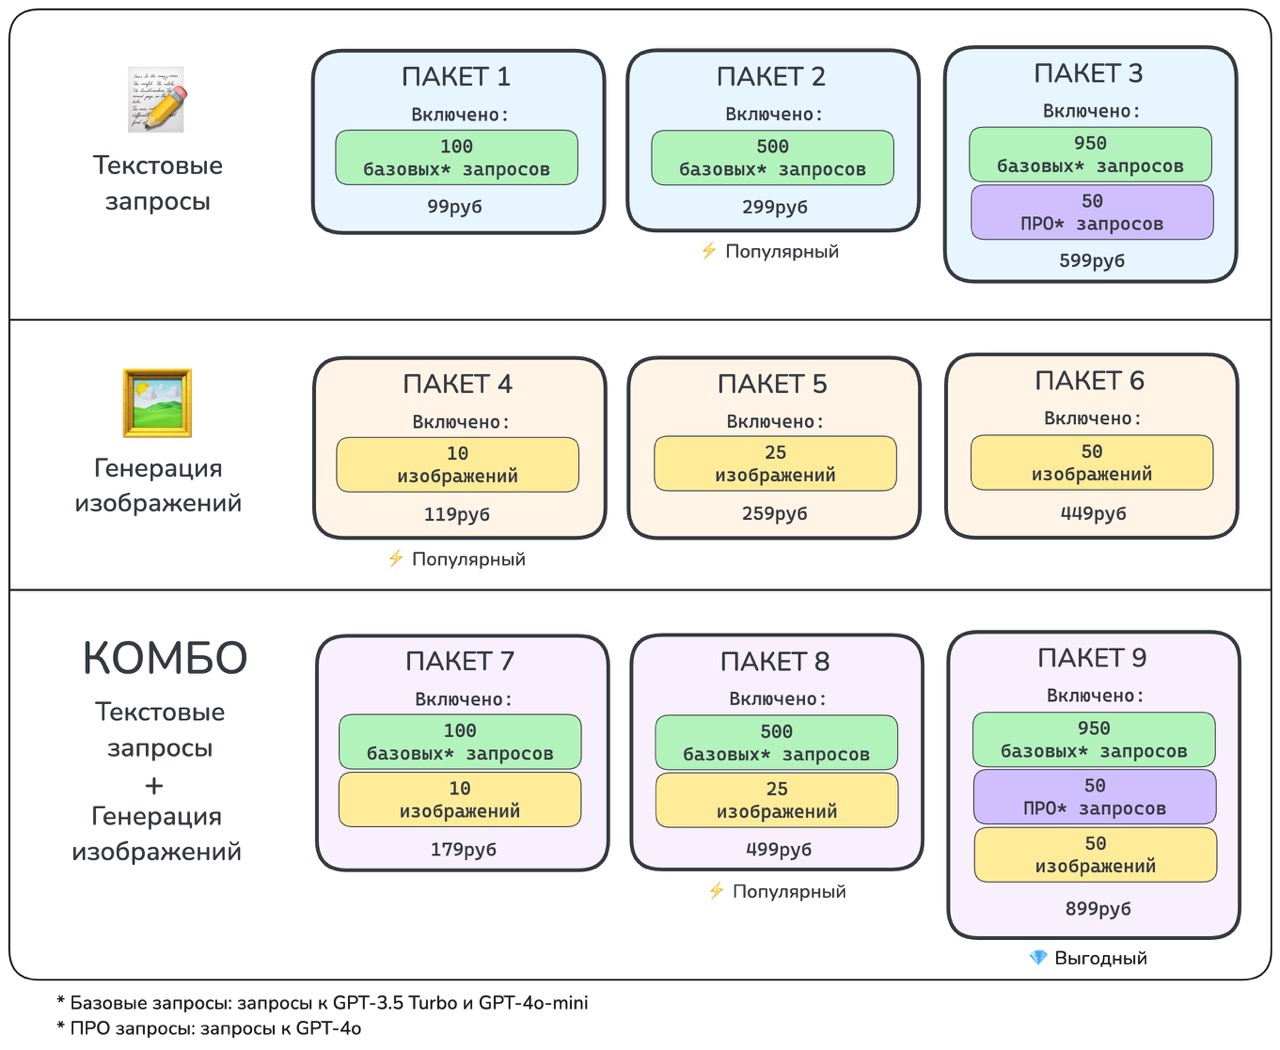 Текстовые
запросы
ПАКЕТ 1
Включено:
100
базовых* запросов
99руб
ПАКЕТ 2
Включено:
500
базовых* запросов
299руб
⚡ Популярный
ПАКЕТ 3
Включено:
950
базовых* запросов
50
ПРО* запросов
599руб
Генерация
изображений
ПАКЕТ 4
Включено:
10
изображений
119руб
⚡ Популярный
ПАКЕТ 5
Включено:
25
изображений
259руб
ПАКЕТ 6
Включено:
50
изображений
449руб
КОМБО
Текстовые
запросы
+
Генерация
изображений
ПАКЕТ 7
Включено:
100
базовых* запросов
10
изображений
179руб
ПАКЕТ 8
Включено:
500
базовых* запросов
25
изображений
499руб
⚡ Популярный
ПАКЕТ 9
Включено:
950
базовых* запросов
50
ПРО* запросов
50
изображений
899руб
💎 Выгодный
* Базовые запросы: запросы к GPT-3.5 Turbo и GPT-4o-mini
* ПРО запросы: запросы к GPT-4o